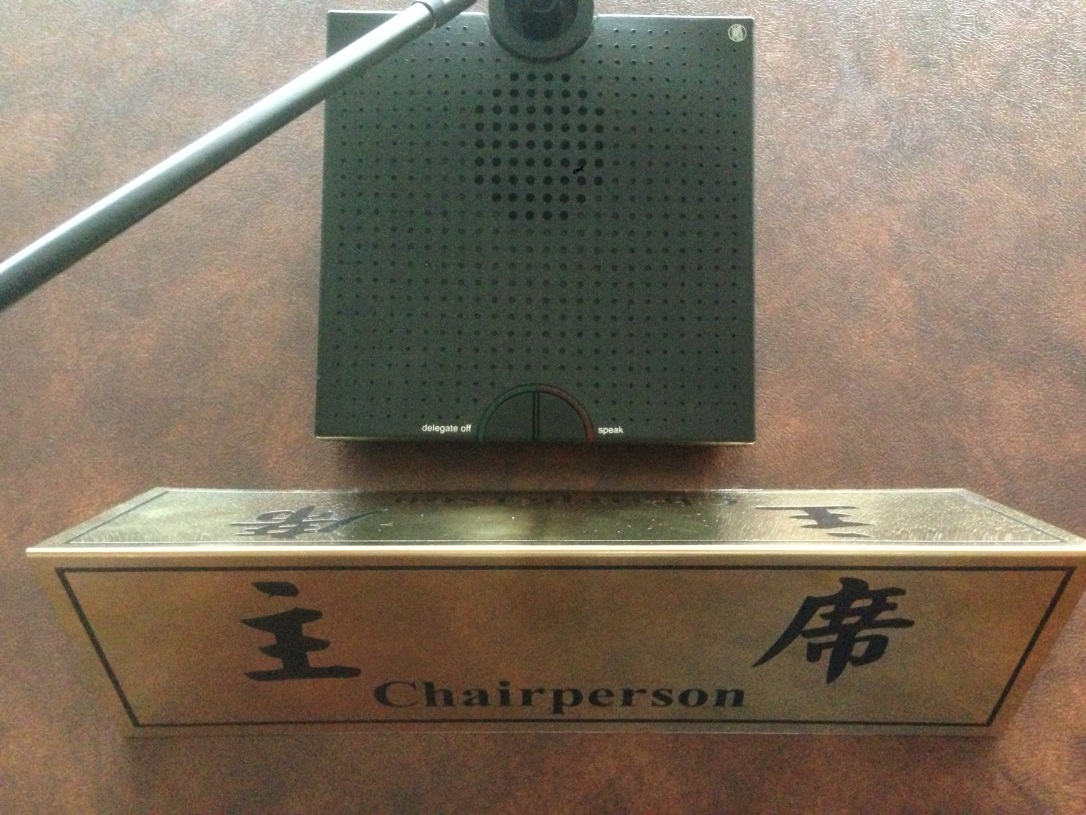 delegate off speak
主席
Chairperson